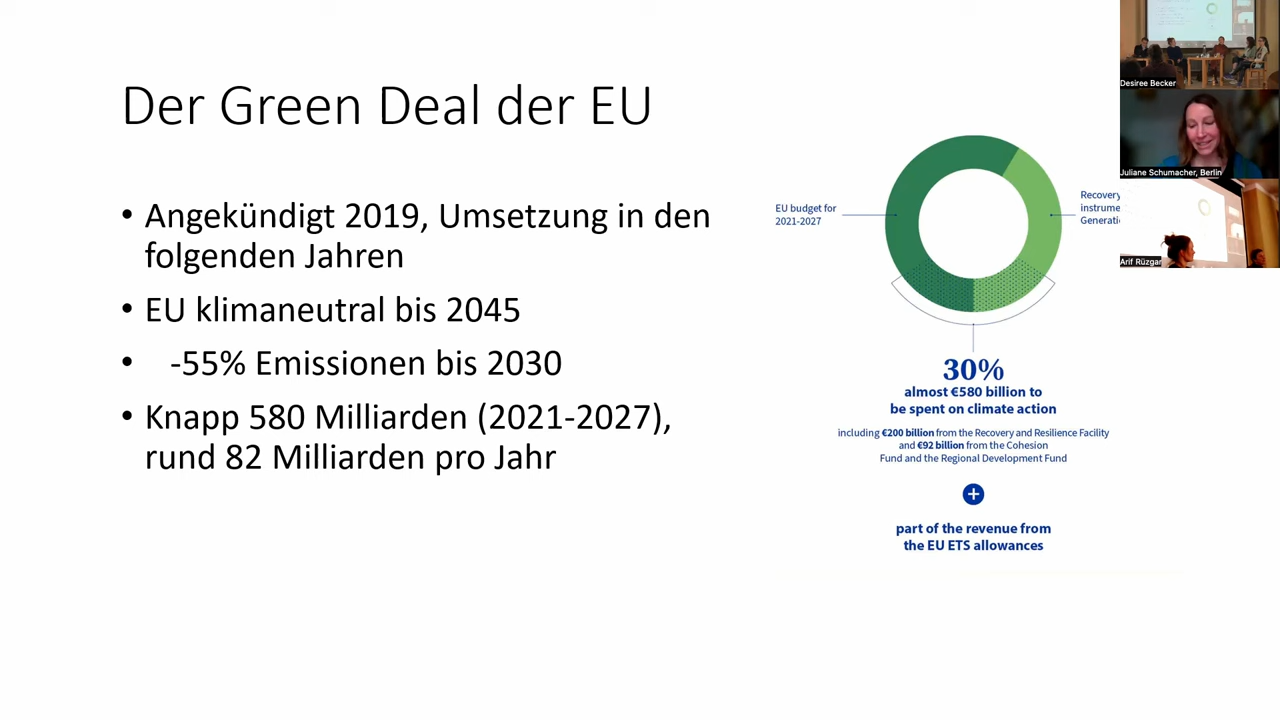 Der Green Deal der EU
• Angekündigt 2019, Umsetzung in den
folgenden Jahren
• EU klimaneutral bis 2045
• -55% Emissionen bis 2030
• Knapp 580 Milliarden (2021-2027),
rund 82 Milliarden pro Jahr
EU budget for
2021-2027
Recovery
30%
almost €580 billion to
be spent on climate action
including €200 billion from the Recovery and Resilience Facility
and €92 billion from the Cohesion
Fund and the Regional Development Fund
+
part of the revenue from
the EU ETS allowances
Desiree Becker
Juliane Schumacher, Berlin
Arif Rüzgar